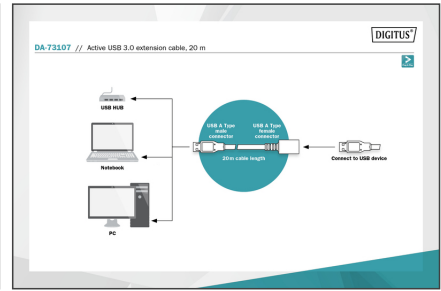 DIGITUS®
DA-73107 // Active USB 3.0 extension cable, 20 m
USB HUB
USB A Type
male
connector
USB A Type
female
connector
20m cable length
Notebook
Connect to USB device
PC